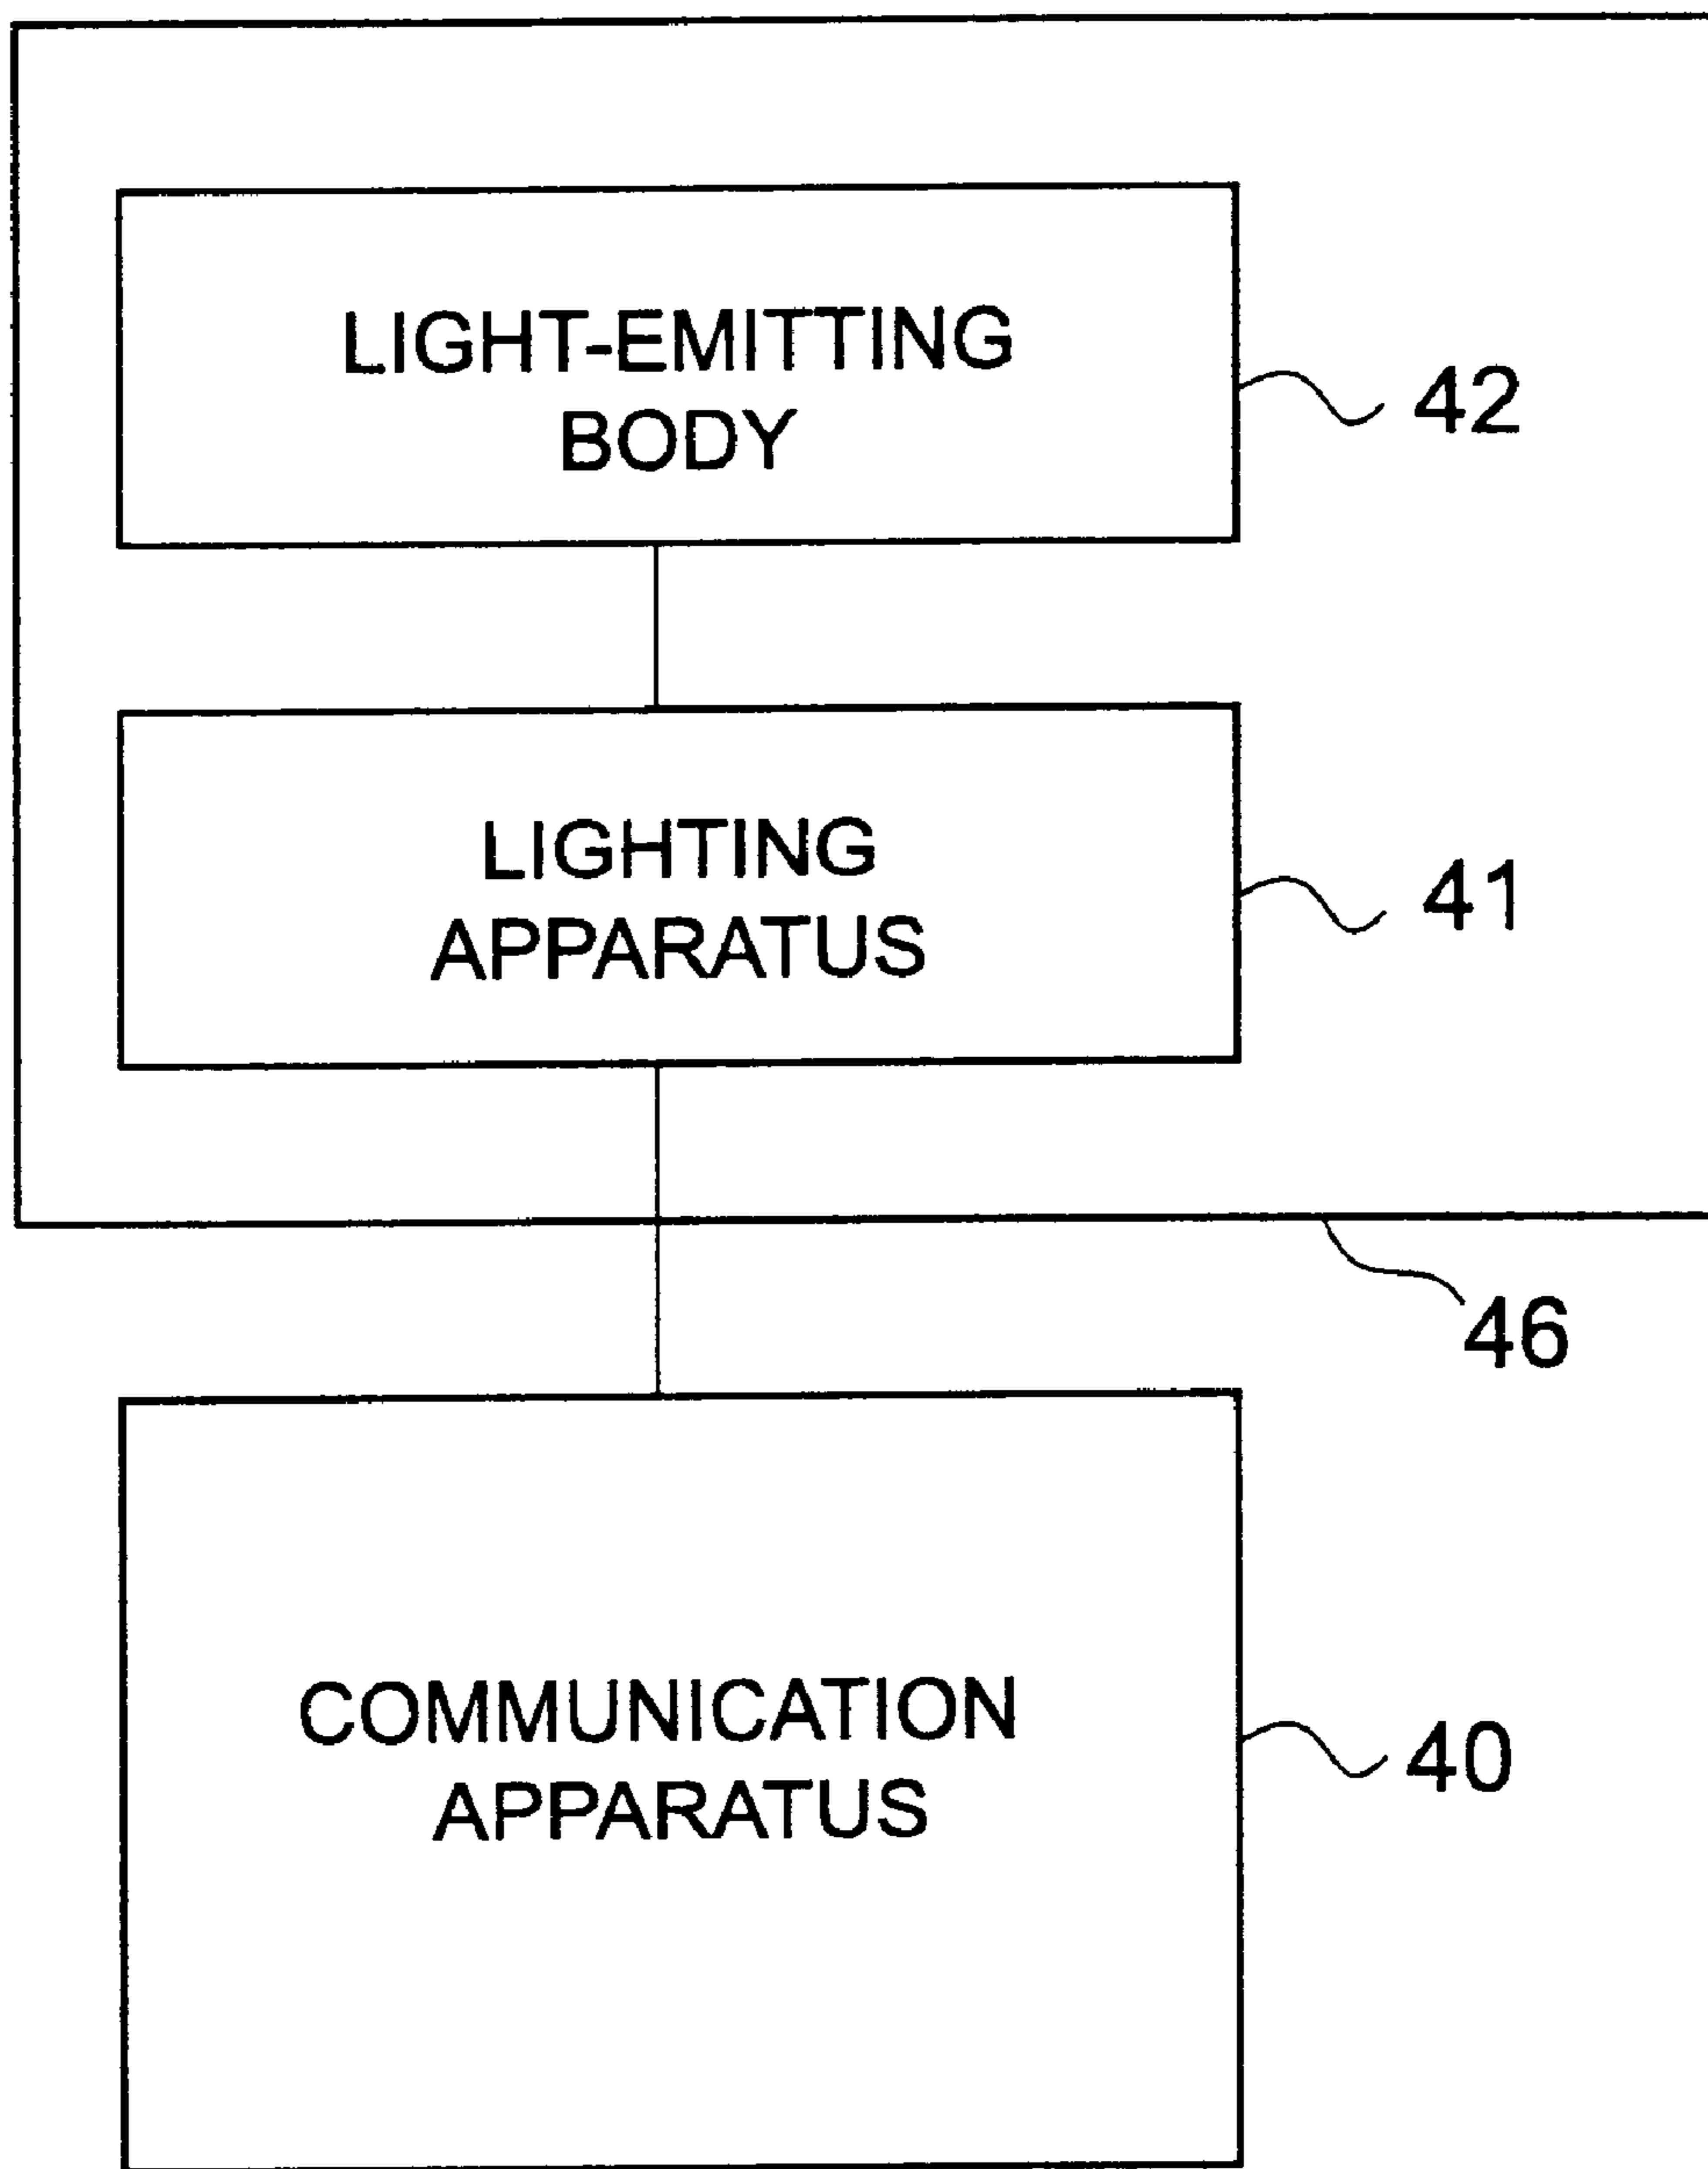 LIGHT-EMITTING
BODY
42
LIGHTING
APPARATUS
41
46
COMMUNICATION
APPARATUS
40